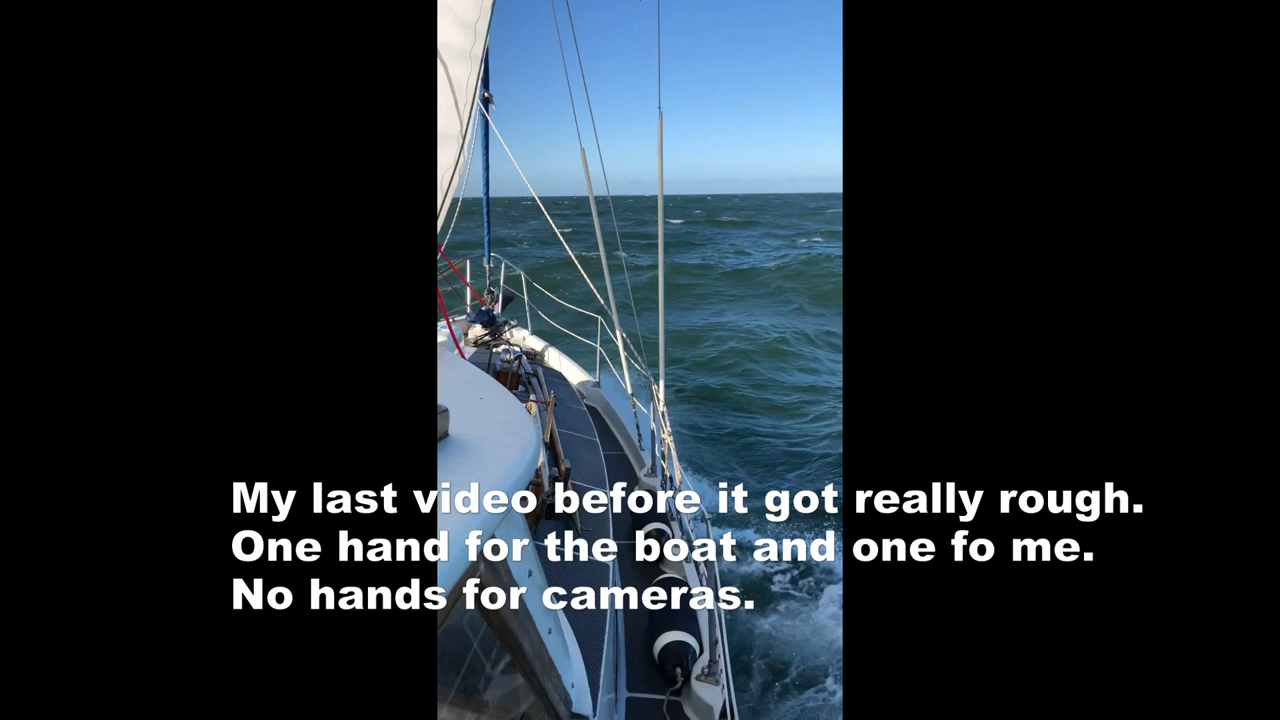 My last video before it got really rough.
One hand for the boat and one fo me.
No hands for cameras.